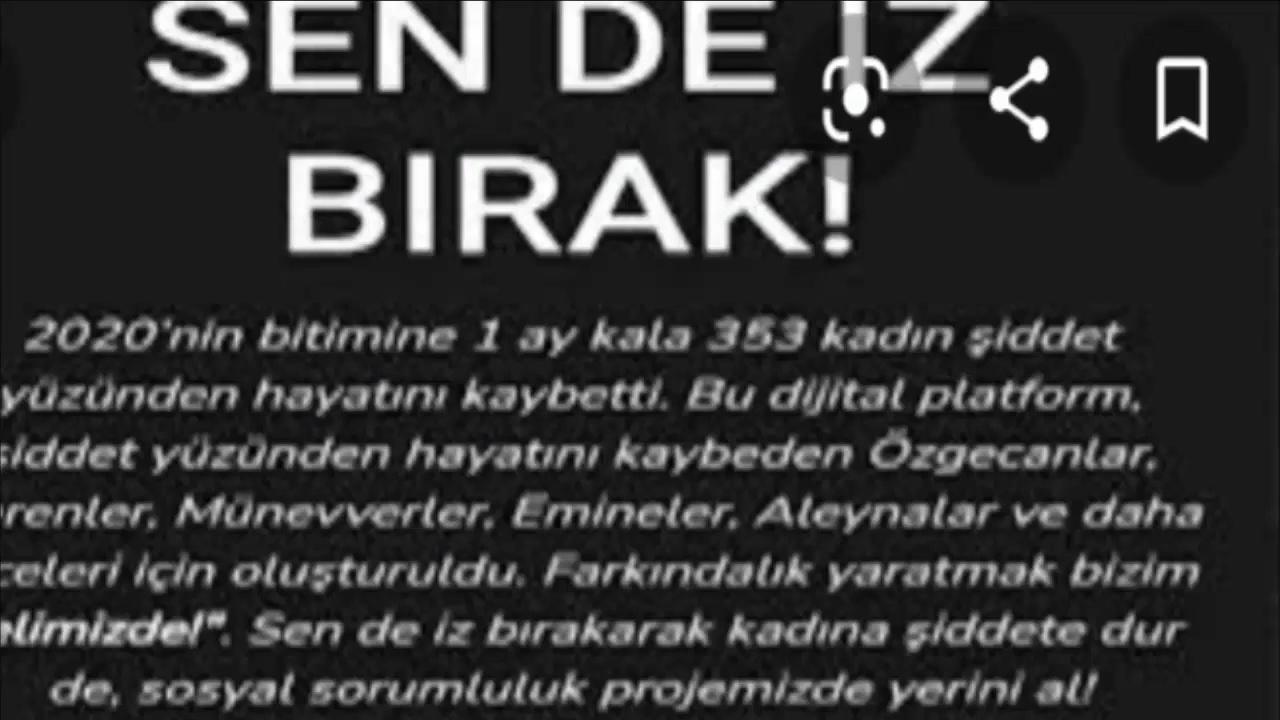 SEN DE İZ
BIRAK!
2020'nin bitimine 1 ay kala 353 kadın şiddet
yüzünden hayatını kaybetti. Bu dijital platform,
şiddet yüzünden hayatını kaybeden Özgecanlar,
Münevverler, Emineler, Aleynalar ve daha
için oluşturuldu. Farkındalık yaratmak bizim
elimizde!". Sen de iz bırakarak kadına şiddete dur
de, sosyal sorumluluk projemizde yerini al!